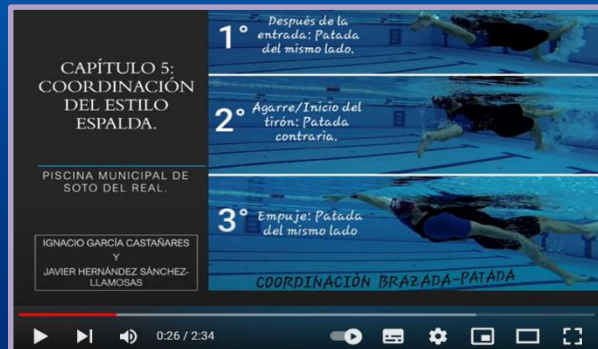 CAPÍTULO 5:
COORDINACIÓN
DEL ESTILO
ESPALDA.
PISCINA MUNICIPAL DE
SOTO DEL REAL.
IGNACIO GARCÍA CASTAÑARES
Y
JAVIER HERNÁNDEZ SÁNCHEZ-
LLAMOSAS
1° Después de la
entrada: Patada
del mismo lado.
2° Agarre/Inicio del
tirón: Patada
contraria.
3° Empuje: Patada
del mismo lado
COORDINACIÓN BRAZADA-PATADA
0:26 / 2:34